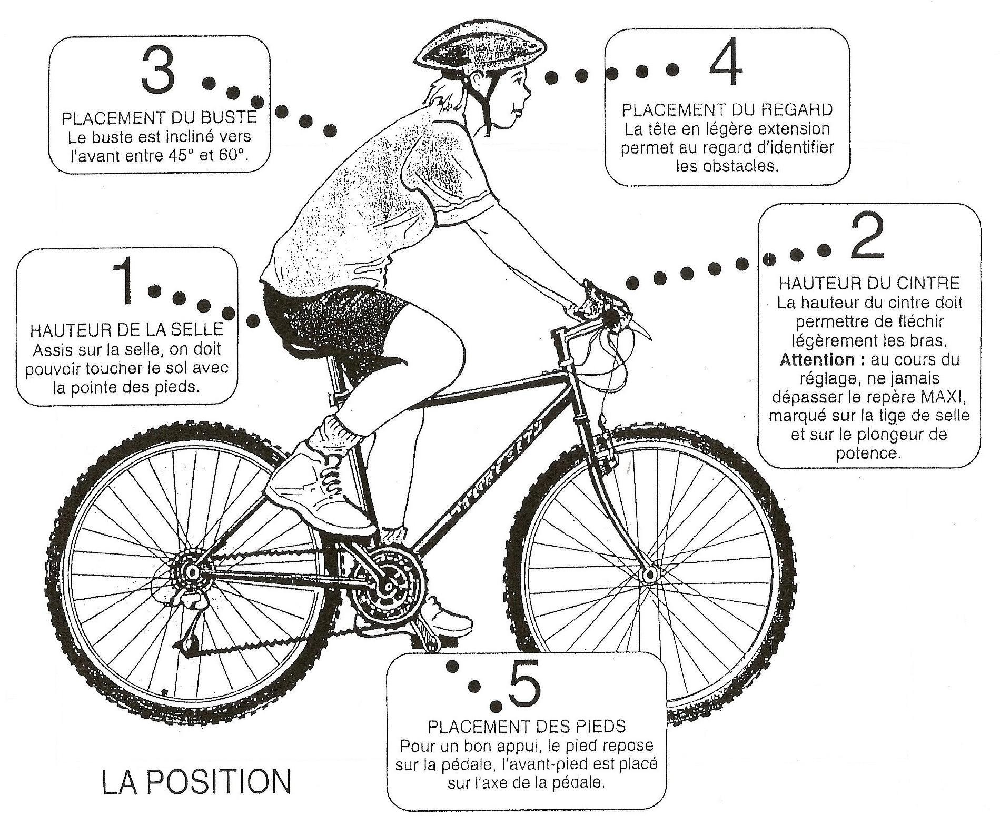 3
PLACEMENT DU BUSTE
Le buste est incliné vers
l'avant entre 45° et 60°.
4
PLACEMENT DU REGARD
La tête en légère extension
permet au regard d'identifier
les obstacles.
1
HAUTEUR DE LA SELLE
Assis sur la selle, on doit
pouvoir toucher le sol avec
la pointe des pieds.
2
HAUTEUR DU CINTRE
La hauteur du cintre doit
permettre de fléchir
légèrement les bras.
Attention : au cours du
réglage, ne jamais
dépasser le repère MAXI,
marqué sur la tige de selle
et sur le plongeur de
potence.
5
PLACEMENT DES PIEDS
Pour un bon appui, le pied repose
sur la pédale, l'avant-pied est placé
sur l'axe de la pédale.
LA POSITION